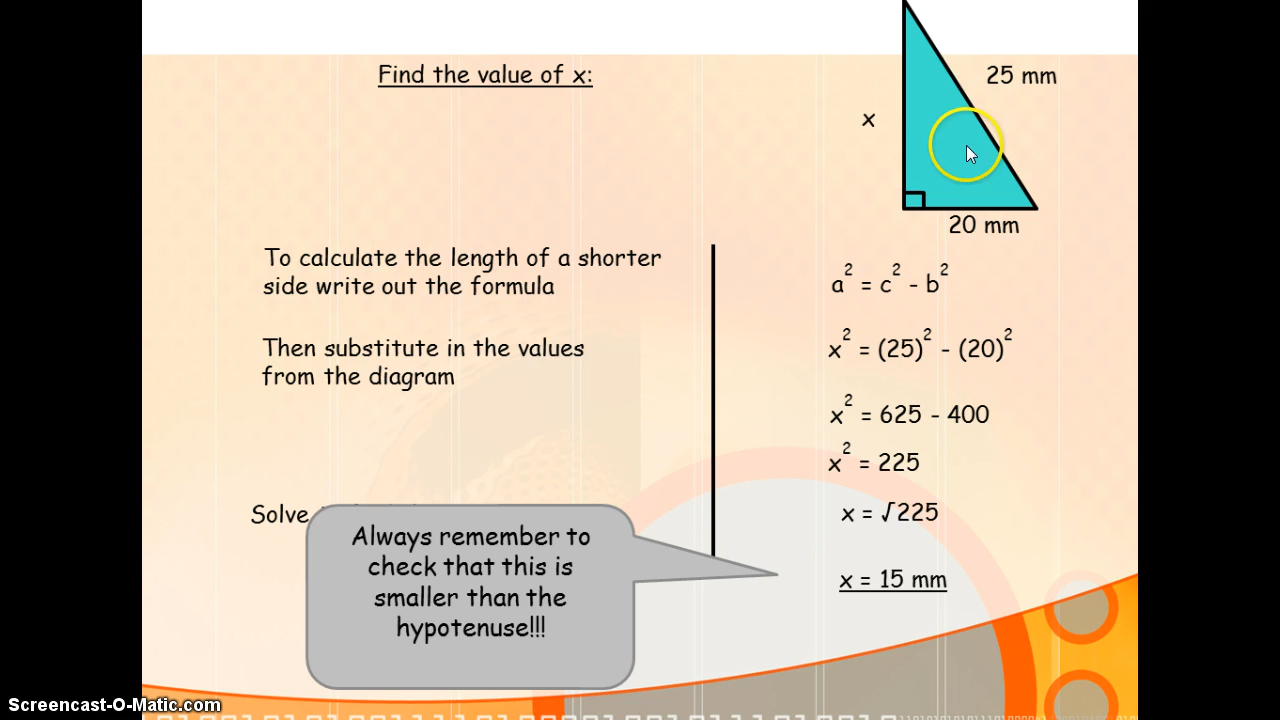 Find the value of x:
25 mm
x
20 mm
To calculate the length of a shorter
side write out the formula
a² = c² - b²
Then substitute in the values
from the diagram
x² = (25)² - (20)²
x² = 625 - 400
x² = 225
Solve
x = √225
Always remember to
check that this is
smaller than the
hypotenuse!!!
x = 15 mm
Screencast-O-Matic.com